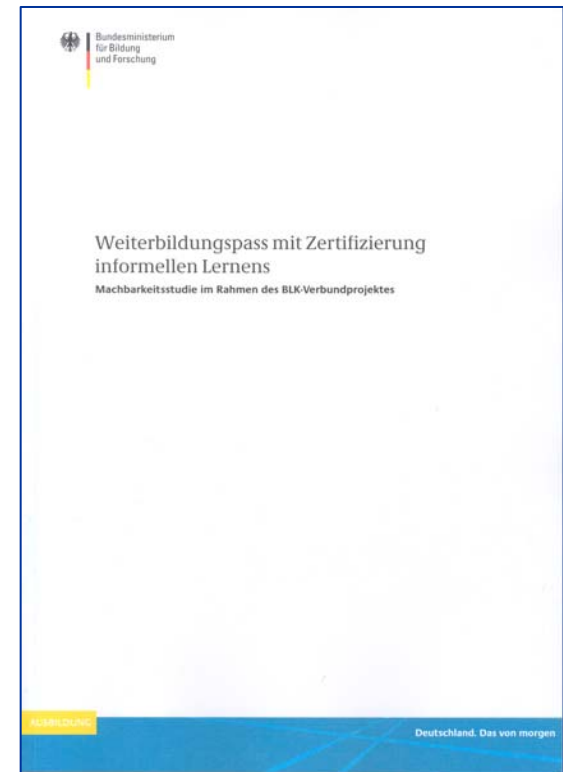 Bundesministerium
für Bildung
und Forschung
Weiterbildungspass mit Zertifizierung
informellen Lernens
Machbarkeitsstudie im Rahmen des BLK-Verbundprojektes
AUSBILDUNG
Deutschland. Das von morgen